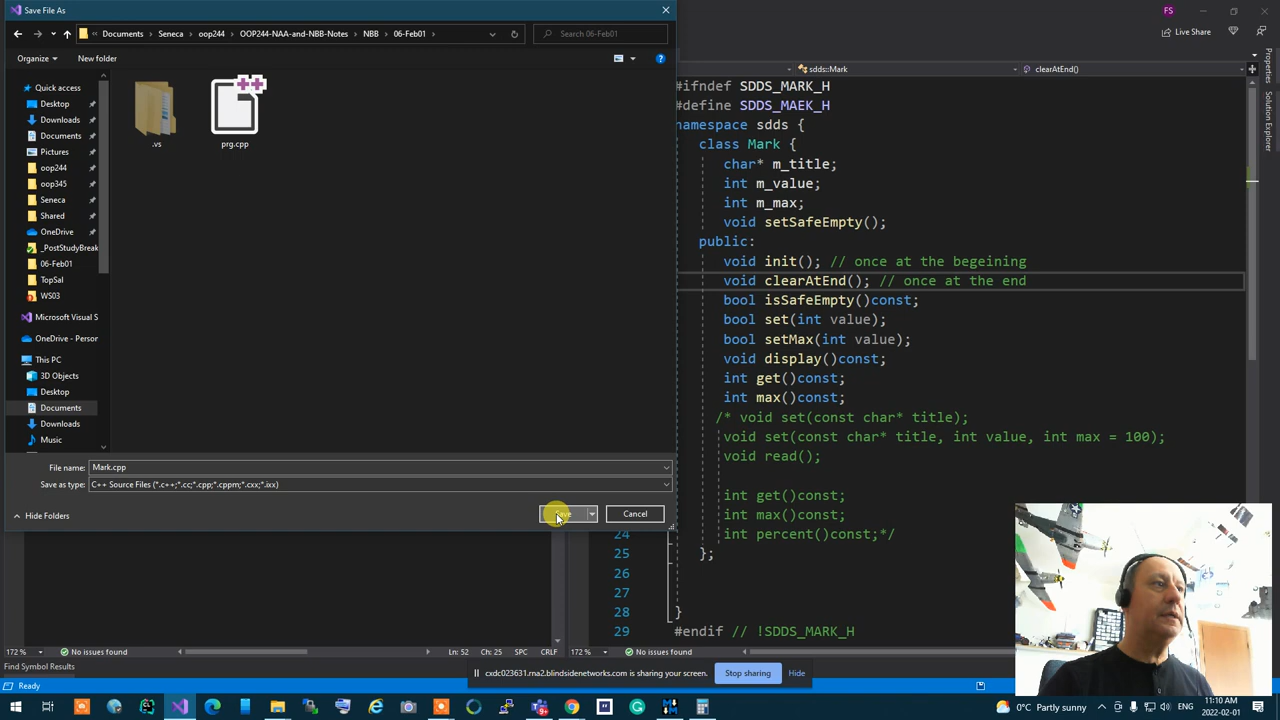 Save File As
FS
Documents
Seneca
oop244
OOP244-NAA-and-NBB-Notes
NBB
06-Feb01
Search 06-Feb01
Live Share
Organize
New folder
sdds::Mark
clearAtEnd()
Quick access
Desktop
Downloads
Documents
Pictures
oop244
oop345
Seneca
Shared
OneDrive
_PostStudyBreak
06-Feb01
TopSal
WS03
Microsoft Visual S
OneDrive - Person
This PC
3D Objects
Desktop
Documents
Downloads
Music
.vs
prg.cpp
File name:
Mark.cpp
Save as type:
C++ Source Files (*.c++;*.cc;*.cpp;*.cppm;*.cxx;*.ixx)
Hide Folders
Save
Cancel
#ifndef SDDS_MARK_H
#define SDDS_MAEK_H
namespace sdds {
class Mark {
char* m_title;
int m_value;
int m_max;
void setSafeEmpty();
public:
void init(); // once at the begeining
void clearAtEnd(); // once at the end
bool isSafeEmpty()const;
bool set(int value);
bool setMax(int value);
void display()const;
int get()const;
int max()const;
/* void set(const char* title);
void set(const char* title, int value, int max = 100);
void read();
int get()const;
int max()const;
24 int percent()const;*/
25 };
26
27
28 }
29 #endif // !SDDS_MARK_H
Properties
Solution Explorer
172 %
No issues found
Ln: 52
Ch: 25
SPC
CRLF
172 %
No issues found
Find Symbol Results
cxdc023631.rna2.blindsidenetworks.com is sharing your screen.
Stop sharing
Hide
Ready
0°C Partly sunny
ENG
11:10 AM
2022-02-01